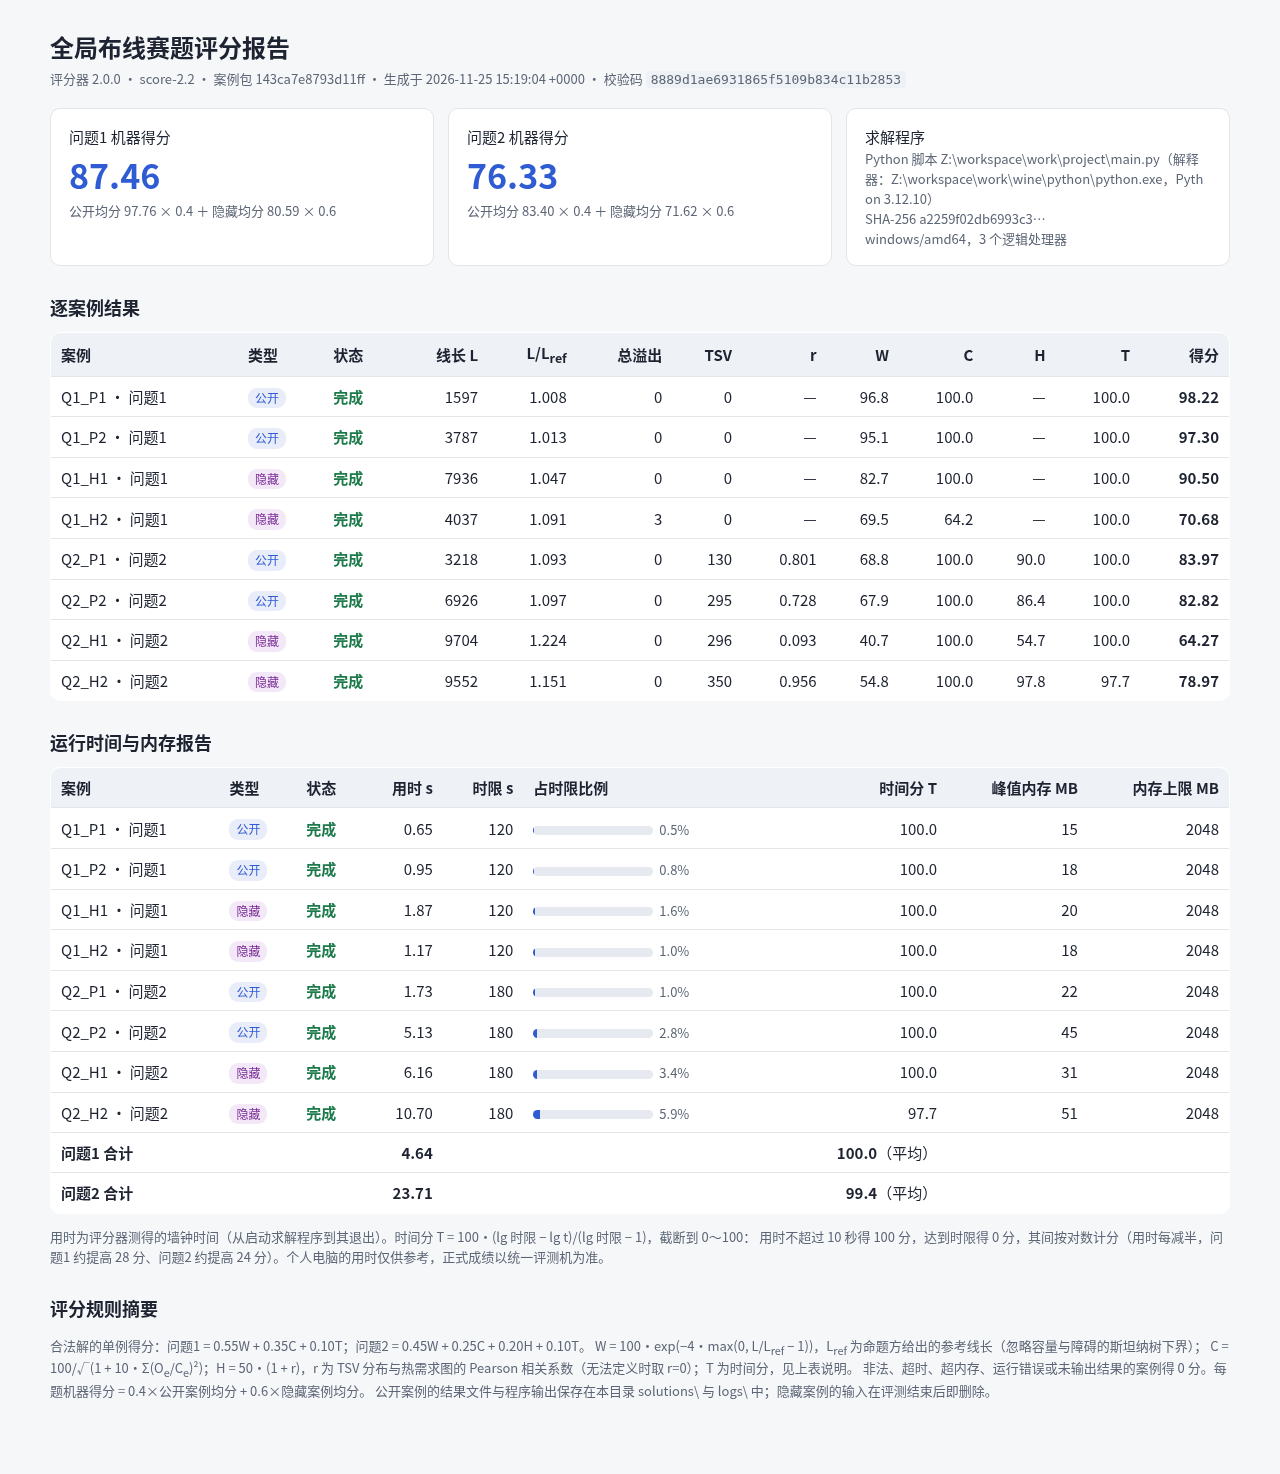 全局布线赛题评分报告
评分器 2.0.0 · score-2.2 · 案例包 143ca7e8793d11ff · 生成于 2026-11-25 15:19:04 +0000 · 校验码 8889d1ae6931865f5109b834c11b2853
问题1 机器得分
87.46
公开均分 97.76 × 0.4 + 隐藏均分 80.59 × 0.6
问题2 机器得分
76.33
公开均分 83.40 × 0.4 + 隐藏均分 71.62 × 0.6
求解程序
Python 脚本 Z:\workspace\work\project\main.py（解释
器：Z:\workspace\work\wine\python\python.exe，Pyth
on 3.12.10）
SHA-256 a2259f02db6993c3…
windows/amd64，3 个逻辑处理器
逐案例结果
案例 类型 状态 线长 L L/Lref 总溢出 TSV r W C H T 得分
Q1_P1 · 问题1 公开 完成 1597 1.008 0 0 — 96.8 100.0 — 100.0 98.22
Q1_P2 · 问题1 公开 完成 3787 1.013 0 0 — 95.1 100.0 — 100.0 97.30
Q1_H1 · 问题1 隐藏 完成 7936 1.047 0 0 — 82.7 100.0 — 100.0 90.50
Q1_H2 · 问题1 隐藏 完成 4037 1.091 3 0 — 69.5 64.2 — 100.0 70.68
Q2_P1 · 问题2 公开 完成 3218 1.093 0 130 0.801 68.8 100.0 90.0 100.0 83.97
Q2_P2 · 问题2 公开 完成 6926 1.097 0 295 0.728 67.9 100.0 86.4 100.0 82.82
Q2_H1 · 问题2 隐藏 完成 9704 1.224 0 296 0.093 40.7 100.0 54.7 100.0 64.27
Q2_H2 · 问题2 隐藏 完成 9552 1.151 0 350 0.956 54.8 100.0 97.8 97.7 78.97
运行时间与内存报告
案例 类型 状态 用时 s 时限 s 占时限比例 时间分 T 峰值内存 MB 内存上限 MB
Q1_P1 · 问题1 公开 完成 0.65 120 0.5% 100.0 15 2048
Q1_P2 · 问题1 公开 完成 0.95 120 0.8% 100.0 18 2048
Q1_H1 · 问题1 隐藏 完成 1.87 120 1.6% 100.0 20 2048
Q1_H2 · 问题1 隐藏 完成 1.17 120 1.0% 100.0 18 2048
Q2_P1 · 问题2 公开 完成 1.73 180 1.0% 100.0 22 2048
Q2_P2 · 问题2 公开 完成 5.13 180 2.8% 100.0 45 2048
Q2_H1 · 问题2 隐藏 完成 6.16 180 3.4% 100.0 31 2048
Q2_H2 · 问题2 隐藏 完成 10.70 180 5.9% 97.7 51 2048
问题1 合计 4.64 100.0（平均）
问题2 合计 23.71 99.4（平均）
用时为评分器测得的墙钟时间（从启动求解程序到其退出）。时间分 T = 100·(lg 时限 − lg t)/(lg 时限 − 1)，截断到 0～100： 用时不超过 10 秒得 100 分，达到时限得 0 分，其间按对数计分（用时每减半，问
题1 约提高 28 分、问题2 约提高 24 分）。个人电脑的用时仅供参考，正式成绩以统一评测机为准。
评分规则摘要
合法解的单例得分：问题1 = 0.55W + 0.35C + 0.10T；问题2 = 0.45W + 0.25C + 0.20H + 0.10T。 W = 100·exp(−4·max(0, L/Lref − 1))，Lref 为命题方给出的参考线长（忽略容量与障碍的斯坦纳树下界）； C =
100/√(1 + 10·Σ(Oe/Ce)²)；H = 50·(1 + r)，r 为 TSV 分布与热需求图的 Pearson 相关系数（无法定义时取 r=0）；T 为时间分，见上表说明。 非法、超时、超内存、运行错误或未输出结果的案例得 0 分。每
题机器得分 = 0.4×公开案例均分 + 0.6×隐藏案例均分。 公开案例的结果文件与程序输出保存在本目录 solutions\ 与 logs\ 中；隐藏案例的输入在评测结束后即删除。